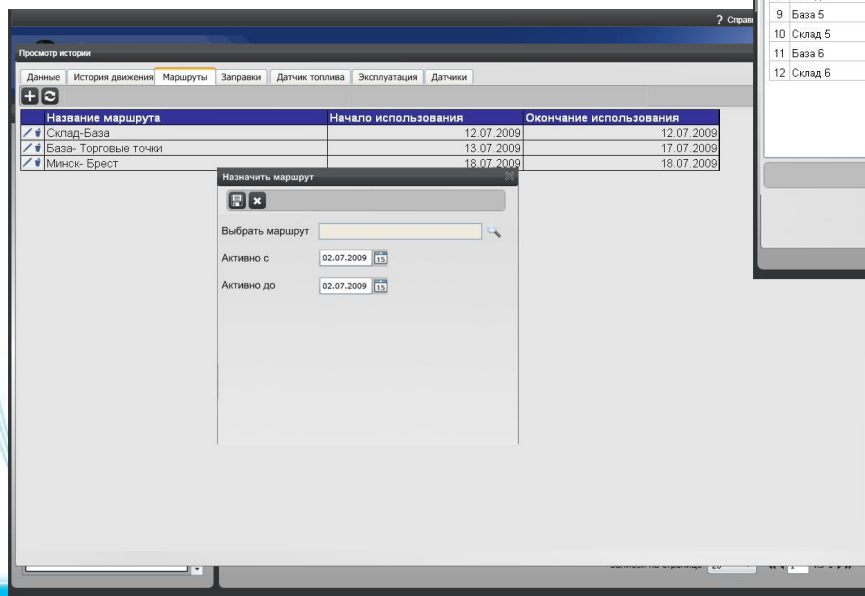 ? Справ
Просмотр истории
Данные История движения Маршруты Заправки Датчик топлива Эксплуатация Датчики
Название маршрута Начало использования Окончание использования
Склад-База 12.07.2009 12.07.2009
База- Торговые точки 13.07.2009 17.07.2009
Минск- Брест 18.07.2009 18.07.2009
Назначить маршрут
Выбрать маршрут
Активно с 02.07.2009 15
Активно до 02.07.2009 15
9 База 5
10 Склад 5
11 База 6
12 Склад 6